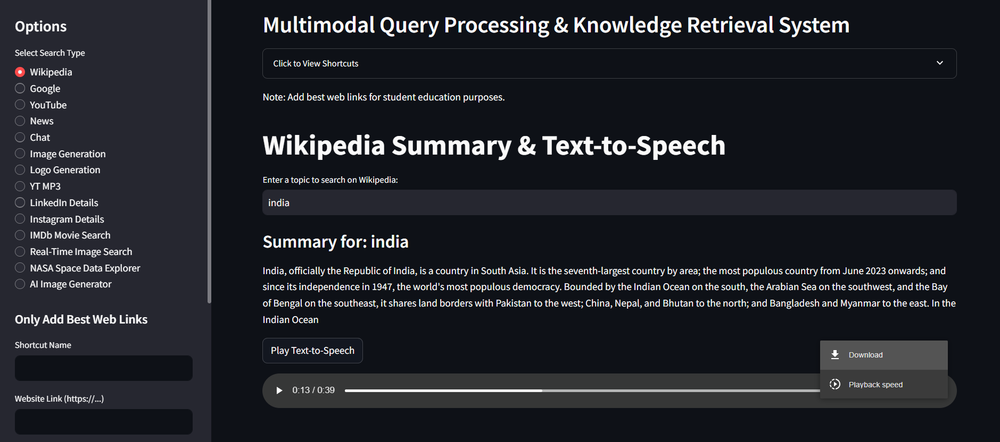 Options
Select Search Type
Wikipedia
Google
YouTube
News
Chat
Image Generation
Logo Generation
YT MP3
LinkedIn Details
Instagram Details
IMDb Movie Search
Real-Time Image Search
NASA Space Data Explorer
AI Image Generator
Only Add Best Web Links
Shortcut Name
Website Link (https://...)
Multimodal Query Processing & Knowledge Retrieval System
Click to View Shortcuts
Note: Add best web links for student education purposes.
Wikipedia Summary & Text-to-Speech
Enter a topic to search on Wikipedia:
india
Summary for: india
India, officially the Republic of India, is a country in South Asia. It is the seventh-largest country by area; the most populous country from June 2023 onwards; and
since its independence in 1947, the world's most populous democracy. Bounded by the Indian Ocean on the south, the Arabian Sea on the southwest, and the Bay
of Bengal on the southeast, it shares land borders with Pakistan to the west; China, Nepal, and Bhutan to the north; and Bangladesh and Myanmar to the east. In the
Indian Ocean
Play Text-to-Speech
Download
Playback speed
0:13 / 0:39